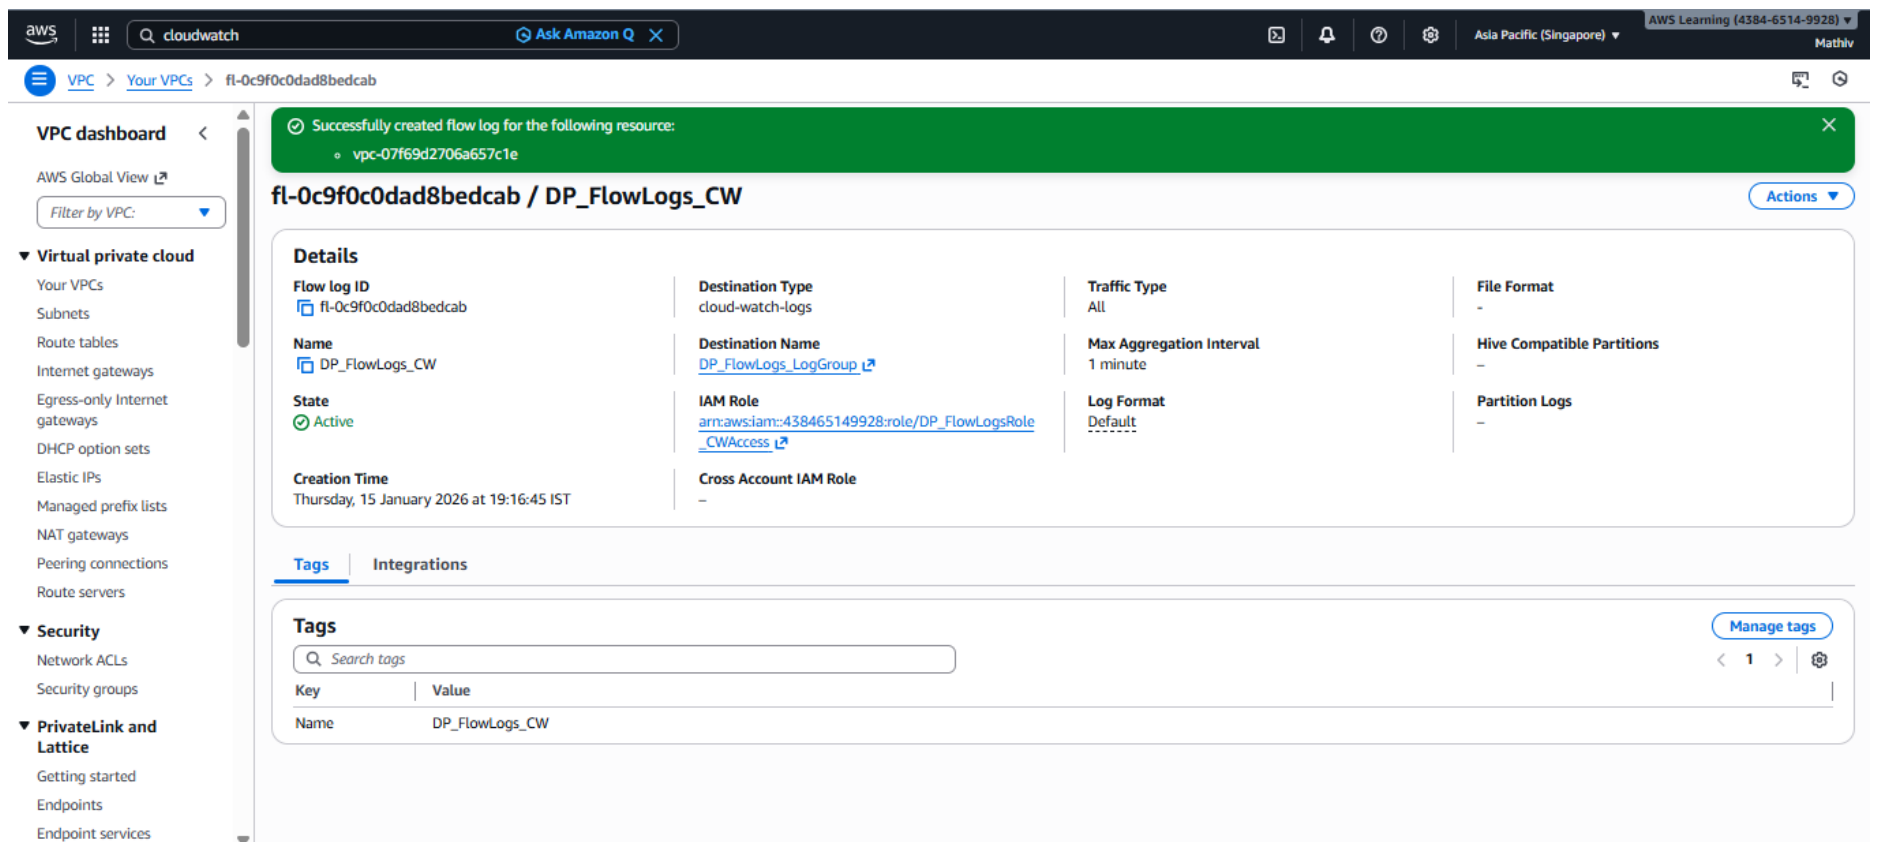 aws
cloudwatch
Ask Amazon Q
Asia Pacific (Singapore)
AWS Learning (4384-6514-9928)
Mathiv
VPC > Your VPCs > fl-0c9f0c0dad8bedcab
VPC dashboard
AWS Global View
Filter by VPC:
Virtual private cloud
Your VPCs
Subnets
Route tables
Internet gateways
Egress-only Internet
gateways
DHCP option sets
Elastic IPs
Managed prefix lists
NAT gateways
Peering connections
Route servers
Security
Network ACLs
Security groups
PrivateLink and
Lattice
Getting started
Endpoints
Endpoint services
Successfully created flow log for the following resource:
vpc-07f69d2706a657c1e
fl-0c9f0c0dad8bedcab / DP_FlowLogs_CW
Actions
Details
Flow log ID
fl-0c9f0c0dad8bedcab
Name
DP_FlowLogs_CW
State
Active
Creation Time
Thursday, 15 January 2026 at 19:16:45 IST
Destination Type
cloud-watch-logs
Destination Name
DP_FlowLogs_LogGroup
IAM Role
arn:aws:iam::438465149928:role/DP_FlowLogsRole
_CWAccess
Cross Account IAM Role
–
Traffic Type
All
Max Aggregation Interval
1 minute
Log Format
Default
File Format
-
Hive Compatible Partitions
–
Partition Logs
–
Tags
Integrations
Tags
Manage tags
Search tags
1
Key Value
Name DP_FlowLogs_CW